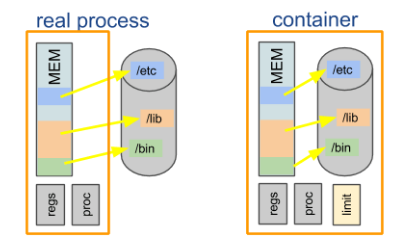 real process
MEM
/etc
/lib
/bin
regs
proc
container
MEM
/etc
/lib
/bin
regs
proc
limit